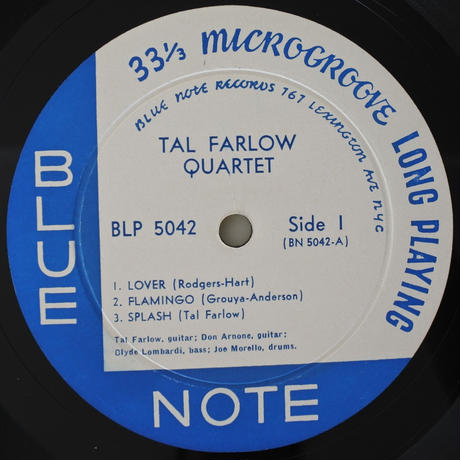 33⅓ MICROGROOVE LONG PLAYING
BLUE NOTE RECORDS 767 LEXINGTON AVE NYC
TAL FARLOW
QUARTET
BLP 5042
Side 1
(BN 5042-A)
1. LOVER (Rodgers-Hart)
2. FLAMINGO (Grouya-Anderson)
3. SPLASH (Tal Farlow)
Tal Farlow, guitar; Don Arnone, guitar;
Clyde Lombardi, bass; Joe Morello, drums.
BLUE
NOTE